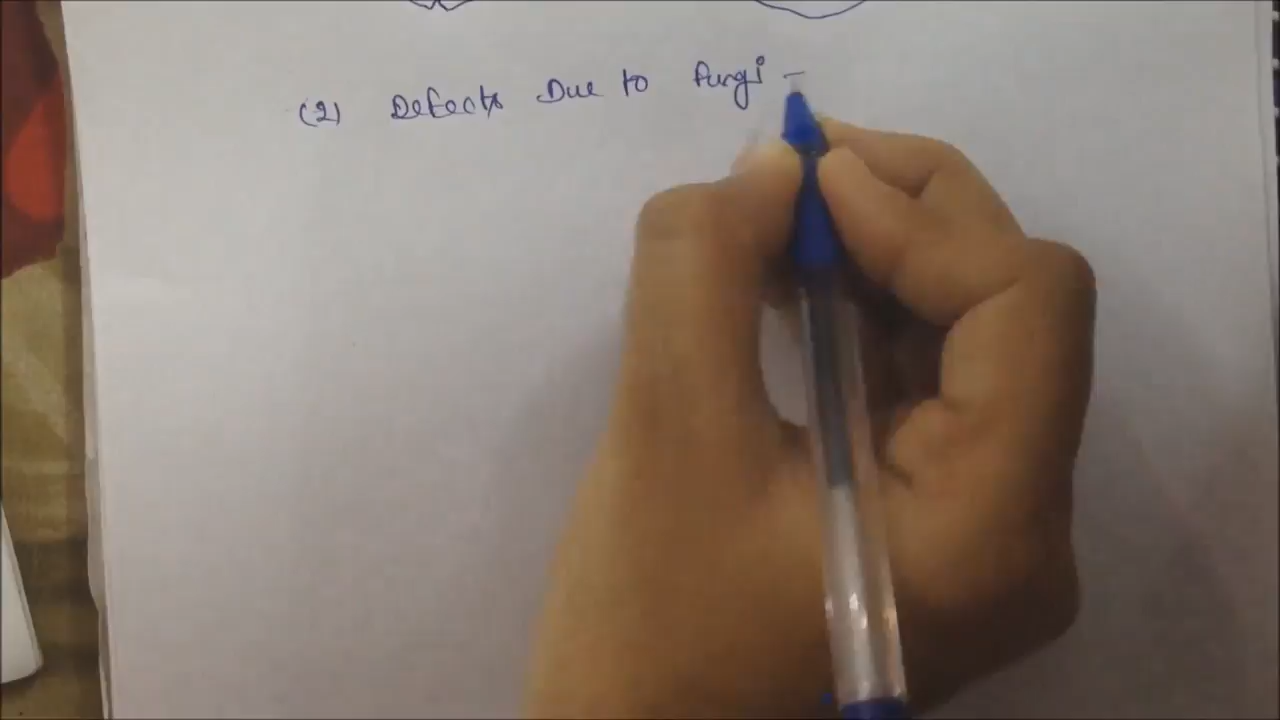 (2) Defects Due to fungi -